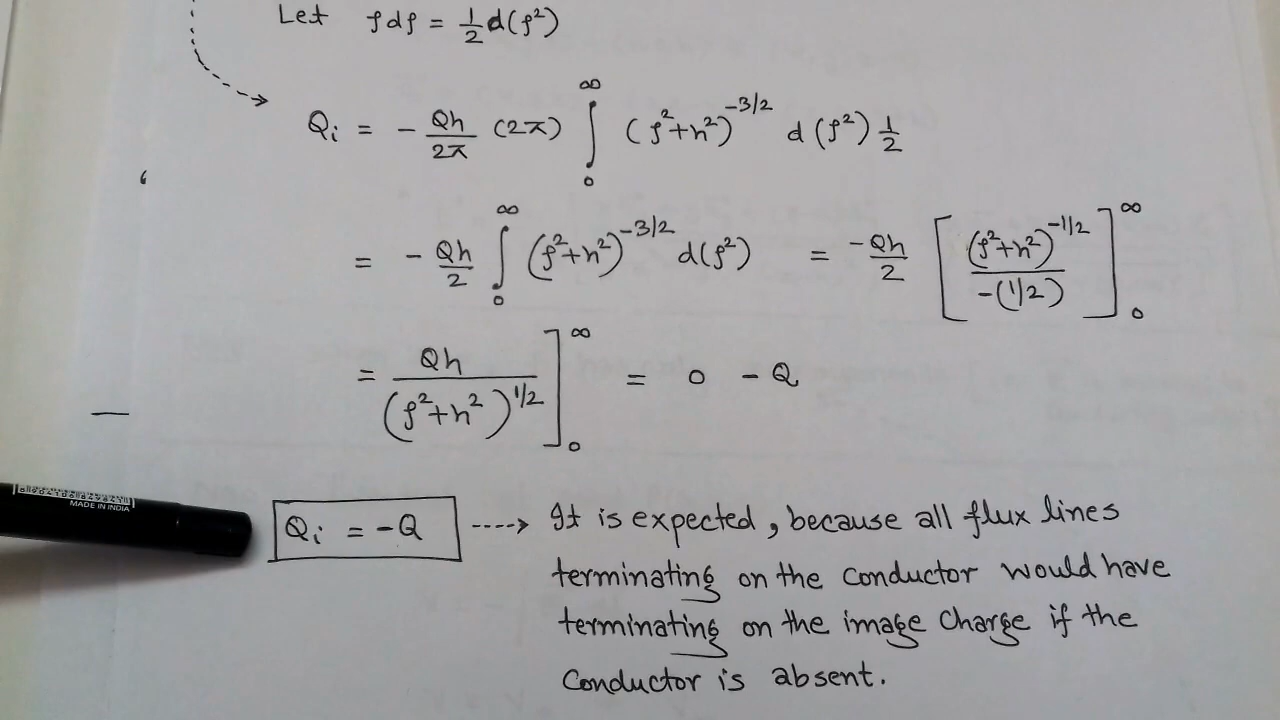 Let ρdρ = 1/2 d(ρ²)
Qi = - Qh/2π (2π) ∫₀^∞ (ρ²+h²)^-3/2 d(ρ²) 1/2
= - Qh/2 ∫₀^∞ (ρ²+h²)^-3/2 d(ρ²) = -Qh/2 [ (ρ²+h²)^-1/2 / -(1/2) ]₀^∞
= Qh / (ρ²+h²)^1/2 ]₀^∞ = 0 - Q
MADE IN INDIA
Qi = -Q ----> It is expected, because all flux lines
terminating on the conductor would have
terminating on the image charge if the
conductor is absent.